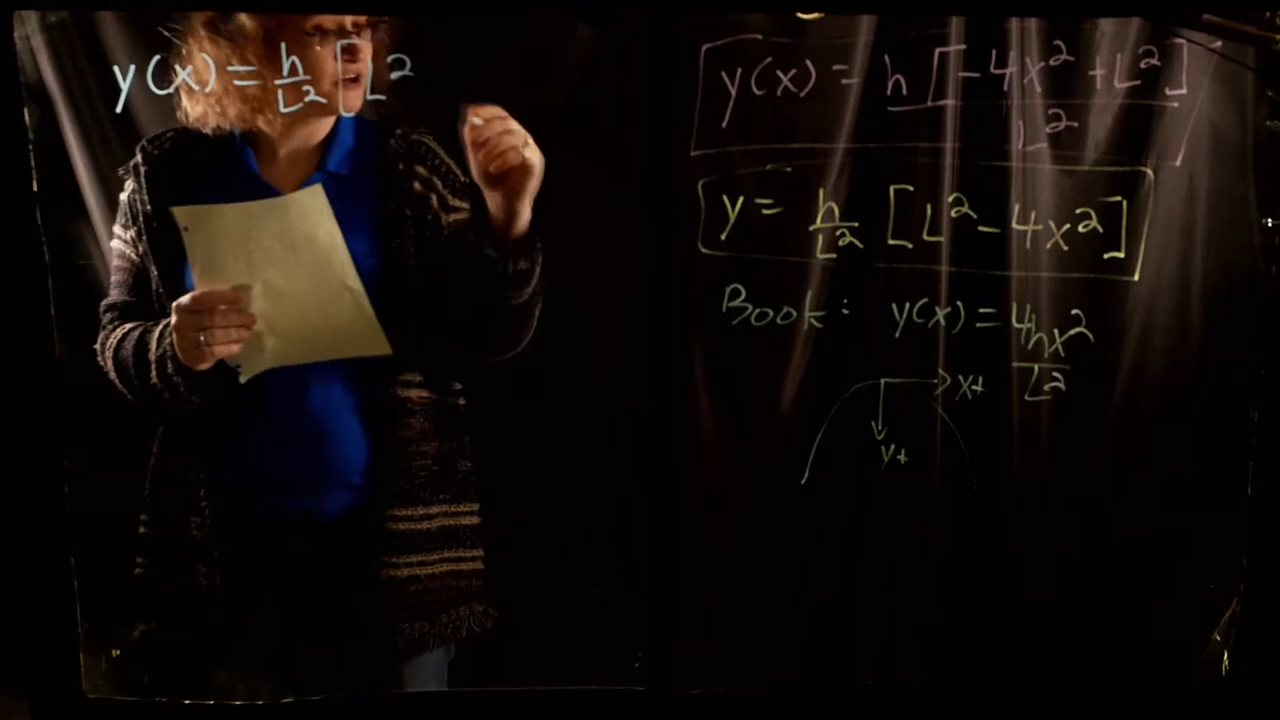 y(x) = h/L² [L²
y(x) = h[-4x² + L²]/L²
y = h/L² [L² - 4x²]
Book: y(x) = 4hx²/L²
x+
y+